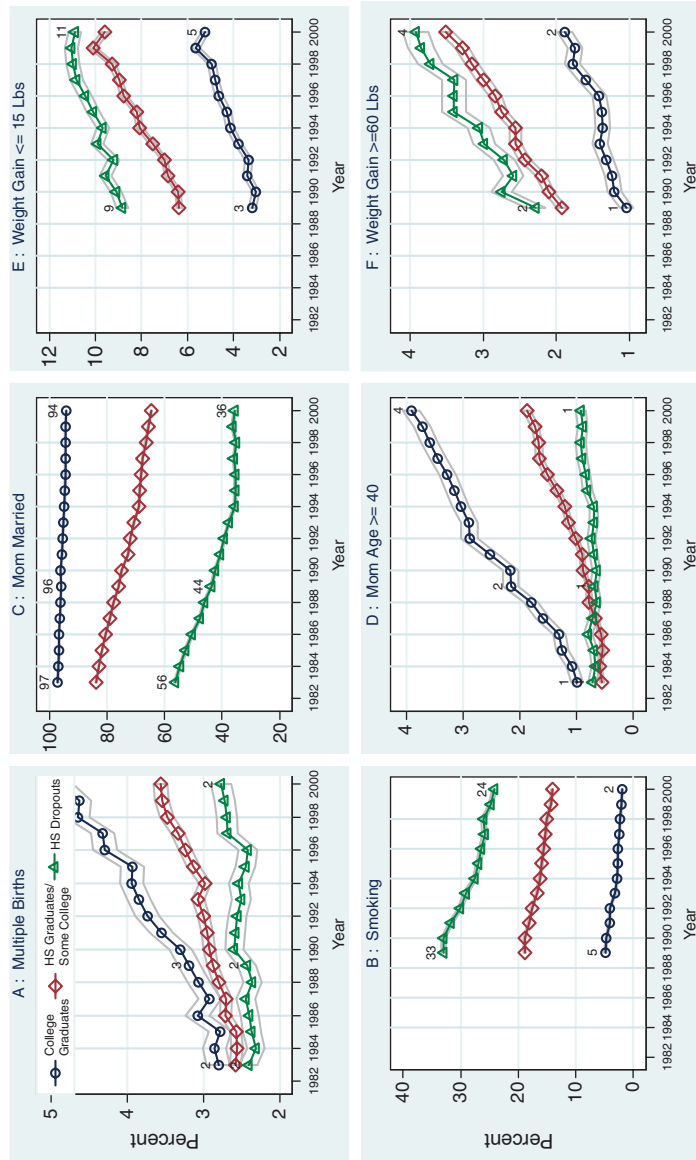 A : Multiple Births
College
Graduates
HS Graduates/
Some College
HS Dropouts
5
4
3
2
Percent
2
3
2
2
2
1982 1984 1986 1988 1990 1992 1994 1996 1998 2000
Year
C : Mom Married
100
80
60
40
20
97
96
94
56
44
36
1982 1984 1986 1988 1990 1992 1994 1996 1998 2000
Year
E : Weight Gain <= 15 Lbs
12
10
8
6
4
2
9
11
3
5
1982 1984 1986 1988 1990 1992 1994 1996 1998 2000
Year
B : Smoking
40
30
20
10
0
Percent
33
24
5
2
1982 1984 1986 1988 1990 1992 1994 1996 1998 2000
Year
D : Mom Age >= 40
4
3
2
1
0
1
2
4
1
1
1982 1984 1986 1988 1990 1992 1994 1996 1998 2000
Year
F : Weight Gain >=60 Lbs
4
3
2
1
2
4
1
2
1982 1984 1986 1988 1990 1992 1994 1996 1998 2000
Year